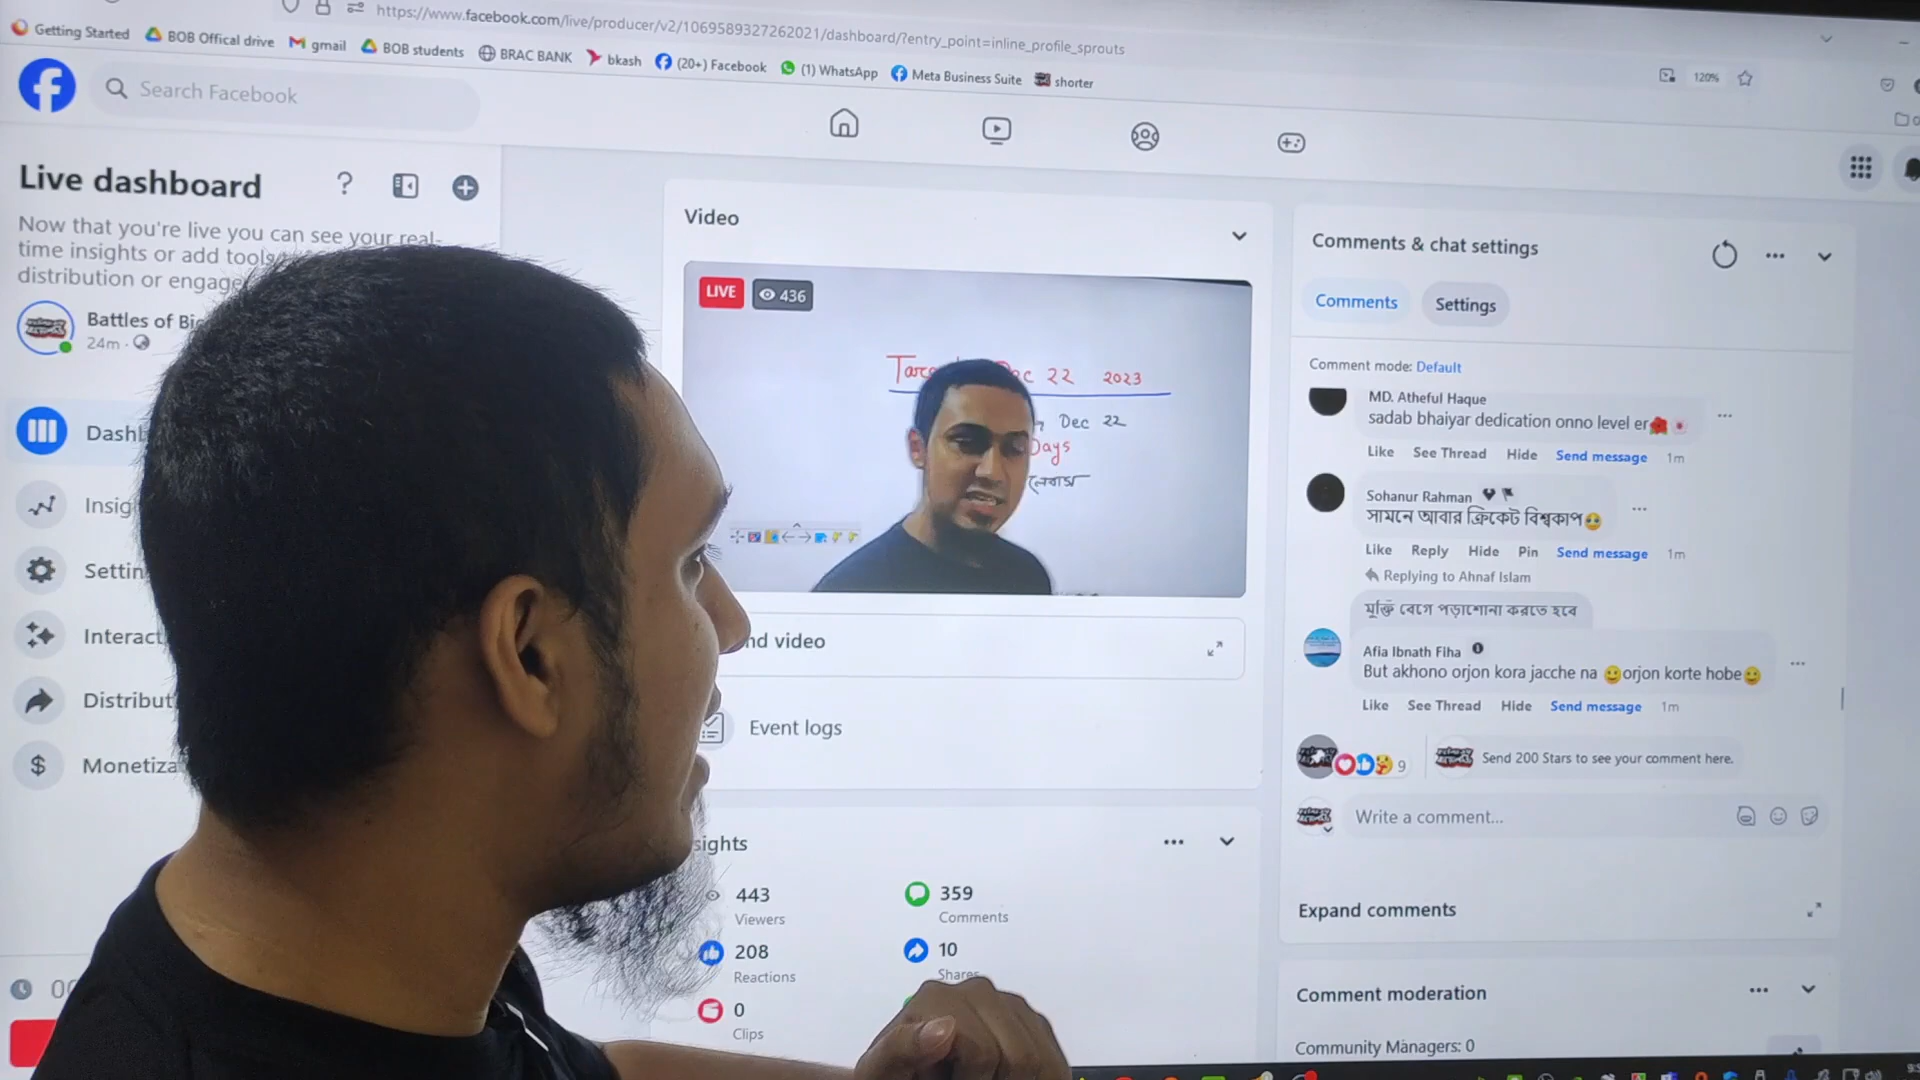 https://www.facebook.com/live/producer/v2/1069589327262021/dashboard/?entry_point=inline_profile_sprouts
120%
Getting Started
BOB Offical drive
gmail
BOB students
BRAC BANK
bkash
(20+) Facebook
(1) WhatsApp
Meta Business Suite
shorter
Search Facebook
Live dashboard
Now that you're live you can see your real-
time insights or add tools
distribution or engage
Battles of Bi
24m
Dashb
Insig
Settin
Interact
Distribut
Monetiza
Video
LIVE
436
Dec 22 2023
Dec 22
Days
video
Event logs
sights
443
Viewers
359
Comments
208
Reactions
10
Shares
0
Clips
Comments & chat settings
Comments
Settings
Comment mode: Default
MD. Atheful Haque
sadab bhaiyar dedication onno level er
Like See Thread Hide Send message 1m
Sohanur Rahman
সামনে আবার ক্রিকেট বিশ্বকাপ
Like Reply Hide Pin Send message 1m
Replying to Ahnaf Islam
বেগে পড়াশোনা করতে হবে
Afia Ibnath Fiha
But akhono orjon kora jacche na orjon korte hobe
Like See Thread Hide Send message 1m
9
Send 200 Stars to see your comment here.
Write a comment...
Expand comments
Comment moderation
Community Managers: 0